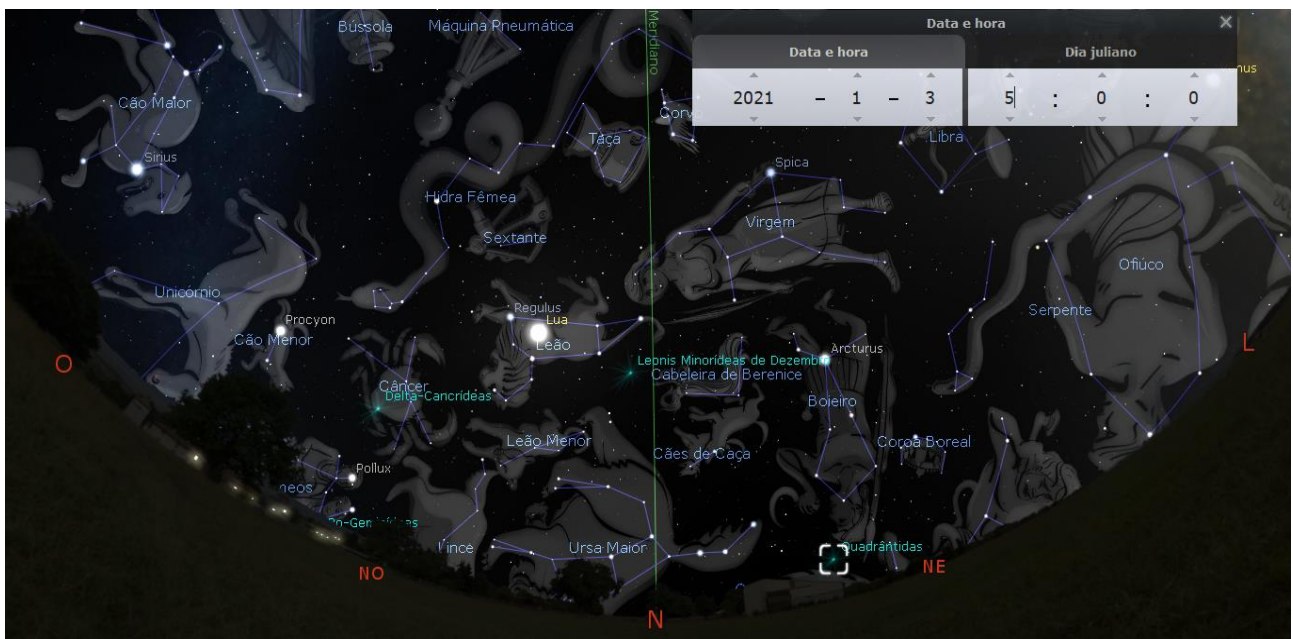 Bússola
Máquina Pneumática
Meridiano
Data e hora
Data e hora
Dia juliano
2021 – 1 – 3
5 : 0 : 0
Cão Maior
Taça
Libra
Sirius
Spica
Hidra Fêmea
Virgem
Sextante
Ofiúco
Unicórnio
Regulus
Serpente
Procyon
Lua
Cão Menor
Leão
L
Arcturus
O
Leonis Minorídeas de Dezembr
Cabeleira de Berenice
Câncer
Delta-Cancrídeas
Boieiro
Leão Menor
Coroa Boreal
Cães de Caça
Pollux
meos
Lince
Ursa Maior
Quadrântidas
NO
NE
N